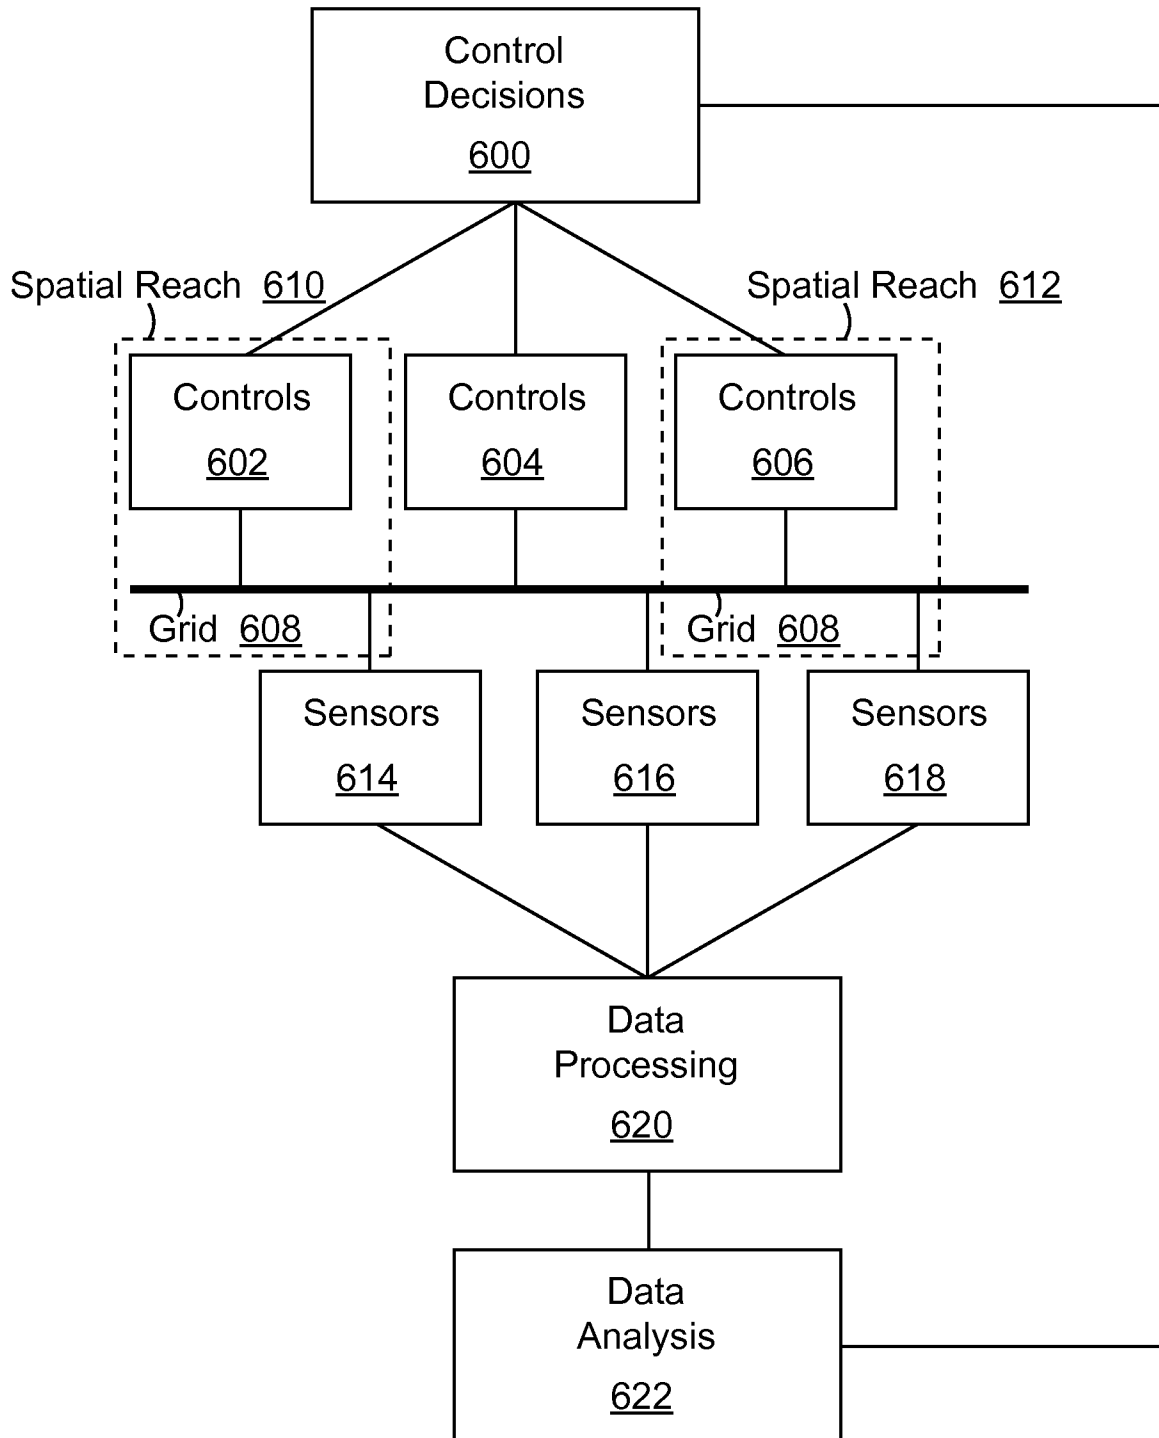 Control
Decisions
600
Spatial Reach 610
Spatial Reach 612
Controls
602
Controls
604
Controls
606
Grid 608
Grid 608
Sensors
614
Sensors
616
Sensors
618
Data
Processing
620
Data
Analysis
622